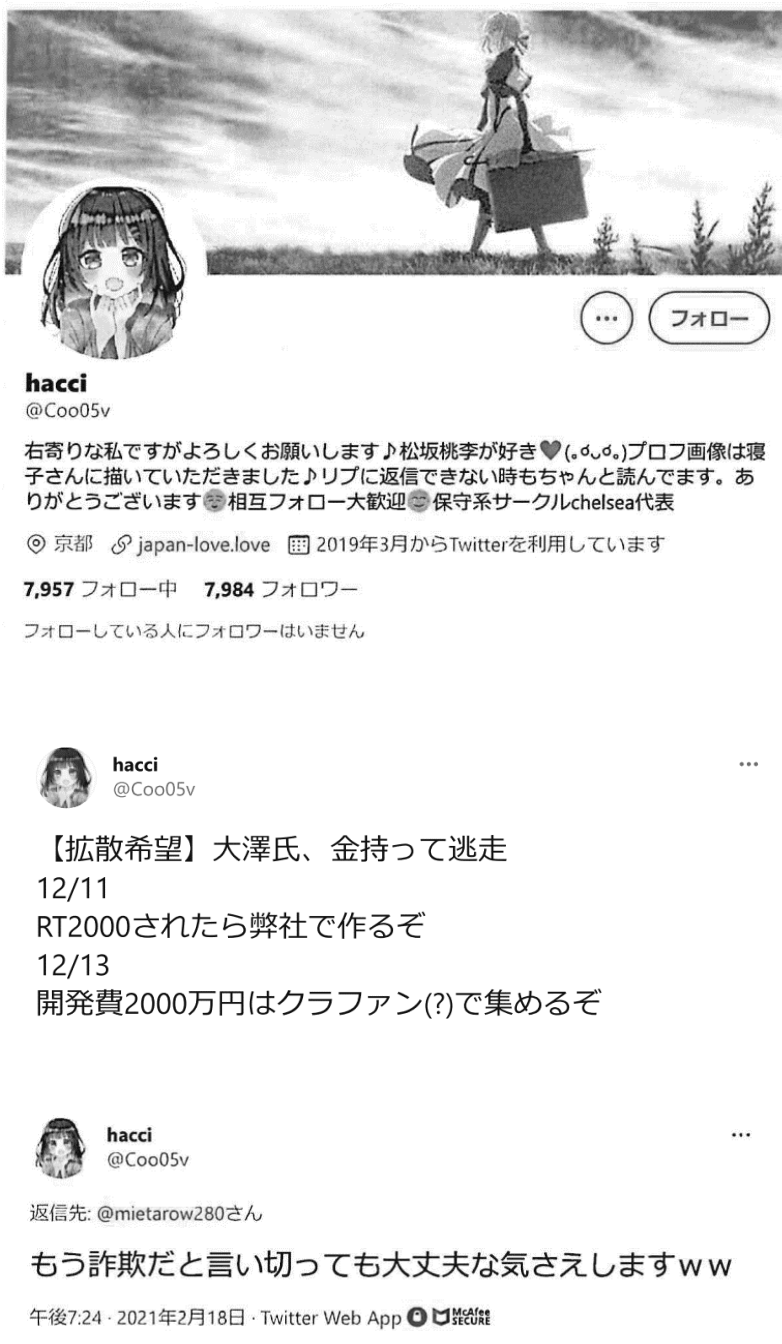 フォロー
hacci
@Coo05v
右寄りな私ですがよろしくお願いします♪松坂桃李が好き♥(｡ơ◡ơ｡)プロフ画像は寝
子さんに描いていただきました♪リプに返信できない時もちゃんと読んでます。あ
りがとうございます😌相互フォロー大歓迎😊保守系サークルchelsea代表
京都 japan-love.love 2019年3月からTwitterを利用しています
7,957 フォロー中 7,984 フォロワー
フォローしている人にフォロワーはいません
hacci
@Coo05v
【拡散希望】大澤氏、金持って逃走
12/11
RT2000されたら弊社で作るぞ
12/13
開発費2000万円はクラファン(?)で集めるぞ
hacci
@Coo05v
返信先: @mietarow280さん
もう詐欺だと言い切っても大丈夫な気さえしますｗｗ
午後7:24 · 2021年2月18日 · Twitter Web App McAfee SECURE